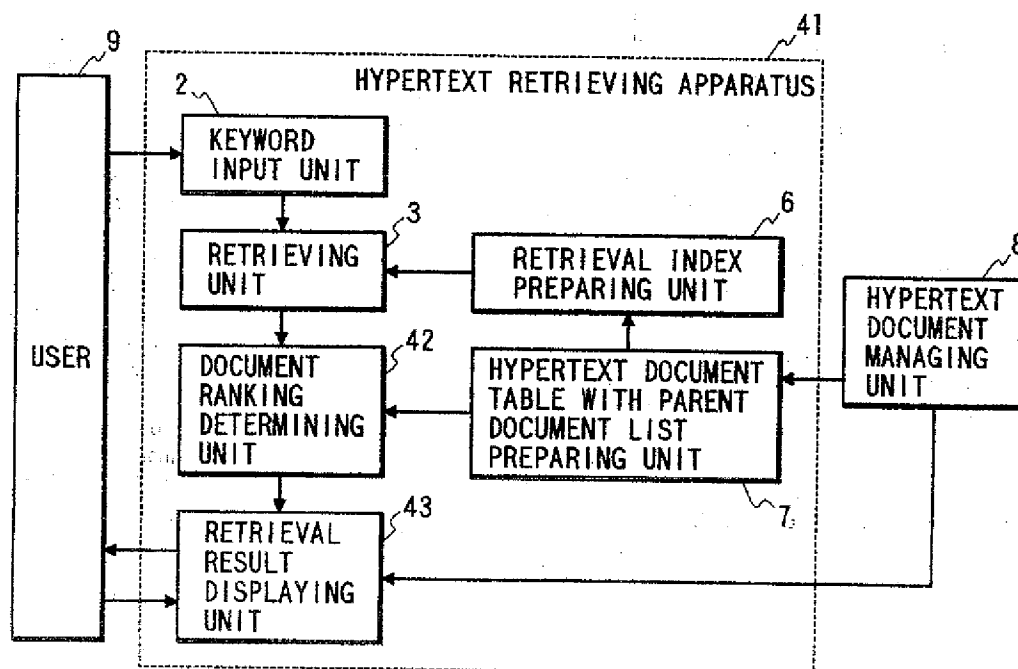 41
9
HYPERTEXT RETRIEVING APPARATUS
2
KEYWORD
INPUT UNIT
3
RETRIEVING
UNIT
6
RETRIEVAL INDEX
PREPARING UNIT
8
HYPERTEXT
DOCUMENT
MANAGING
UNIT
USER
42
DOCUMENT
RANKING
DETERMINING
UNIT
HYPERTEXT DOCUMENT
TABLE WITH PARENT
DOCUMENT LIST
PREPARING UNIT
7
43
RETRIEVAL
RESULT
DISPLAYING
UNIT